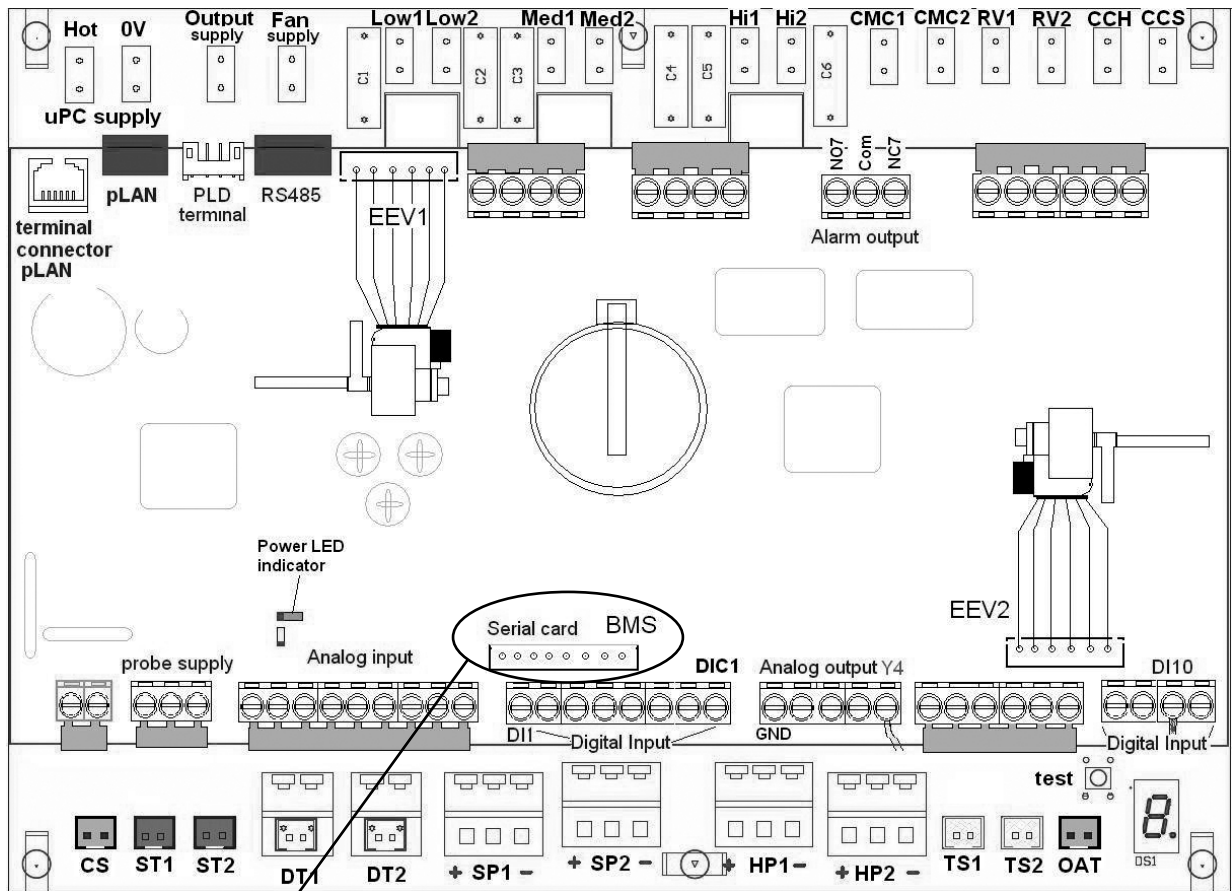 Hot
0V
Output supply
Fan supply
Low1
Low2
Med1
Med2
Hi1
Hi2
CMC1
CMC2
RV1
RV2
CCH
CCS
C1
C2
C3
C4
C5
C6
uPC supply
pLAN
PLD
terminal
RS485
EEV1
NO7
Com
NC7
Alarm output
terminal
connector
pLAN
Power LED
indicator
EEV2
Serial card
BMS
probe supply
Analog input
DIC1
Analog output Y4
DI10
DI1
Digital Input
GND
Digital Input
test
DS1
CS
ST1
ST2
DT1
DT2
+ SP1 -
+ SP2 -
+ HP1 -
+ HP2 -
TS1
TS2
OAT
8.